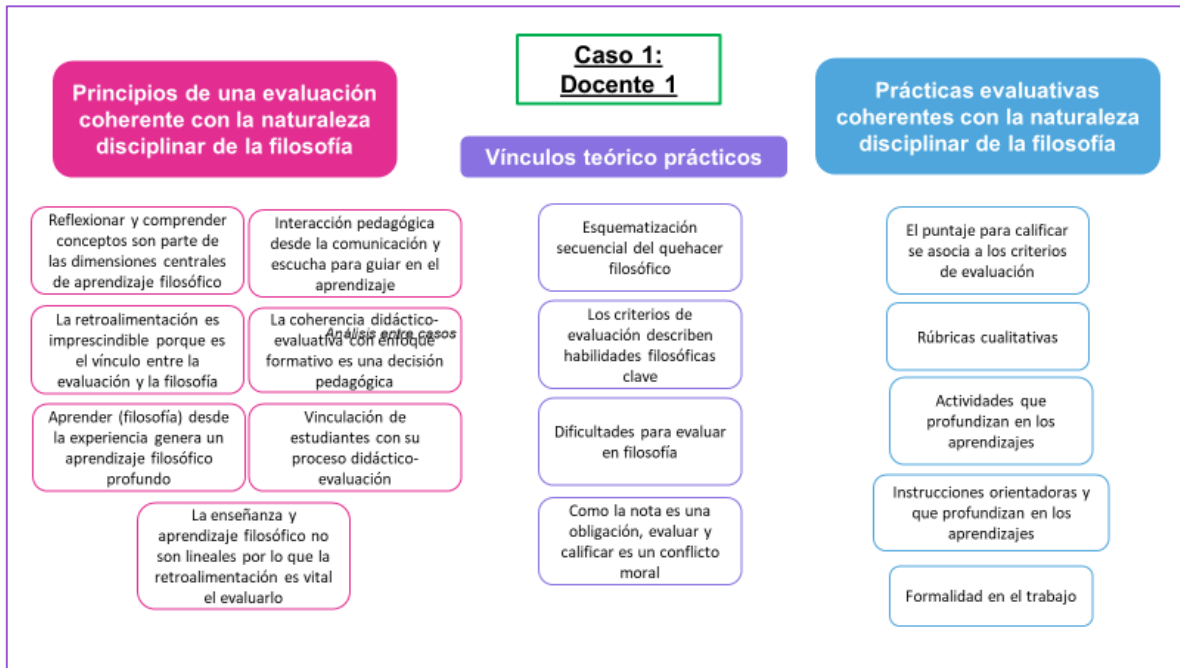 Caso 1:
Docente 1
Principios de una evaluación
coherente con la naturaleza
disciplinar de la filosofía
Reflexionar y comprender
conceptos son parte de
las dimensiones centrales
de aprendizaje filosófico
Interacción pedagógica
desde la comunicación y
escucha para guiar en el
aprendizaje
La retroalimentación es
imprescindible porque es
el vínculo entre la
evaluación y la filosofía
La coherencia didáctico-
evaluativa con enfoque
formativo es una decisión
pedagógica
Análisis entre casos
Aprender (filosofía) desde
la experiencia genera un
aprendizaje filosófico
profundo
Vinculación de
estudiantes con su
proceso didáctico-
evaluación
La enseñanza y
aprendizaje filosófico no
son lineales por lo que la
retroalimentación es vital
el evaluarlo
Vínculos teórico prácticos
Esquematización
secuencial del quehacer
filosófico
Los criterios de
evaluación describen
habilidades filosóficas
clave
Dificultades para evaluar
en filosofía
Como la nota es una
obligación, evaluar y
calificar es un conflicto
moral
Prácticas evaluativas
coherentes con la naturaleza
disciplinar de la filosofía
El puntaje para calificar
se asocia a los criterios
de evaluación
Rúbricas cualitativas
Actividades que
profundizan en los
aprendizajes
Instrucciones orientadoras y
que profundizan en los
aprendizajes
Formalidad en el trabajo